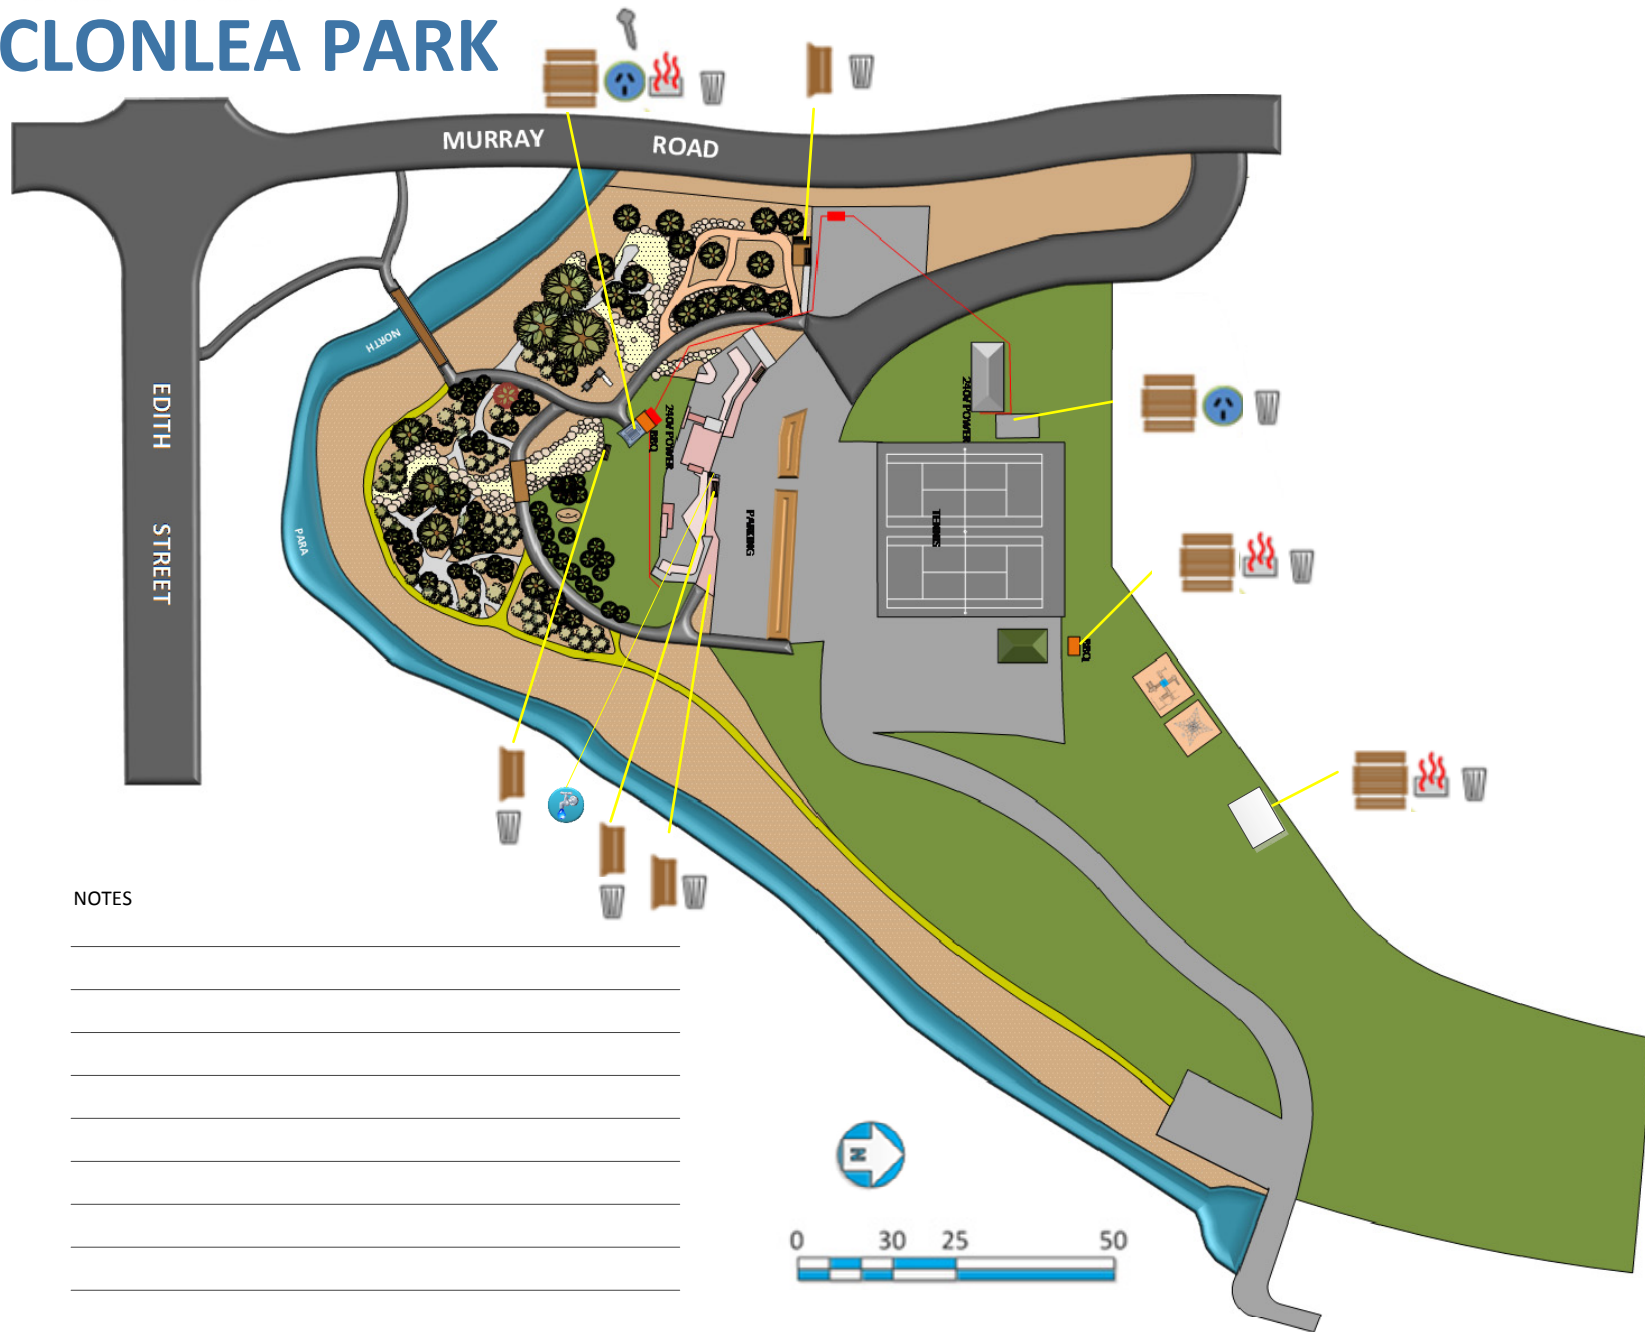 CLONLEA PARK
MURRAY ROAD
NORTH
PARA
EDITH STREET
240V POWER
BBQ
240V POWER
PARKING
TENNIS
BBQ
NOTES
N
0 30 25 50